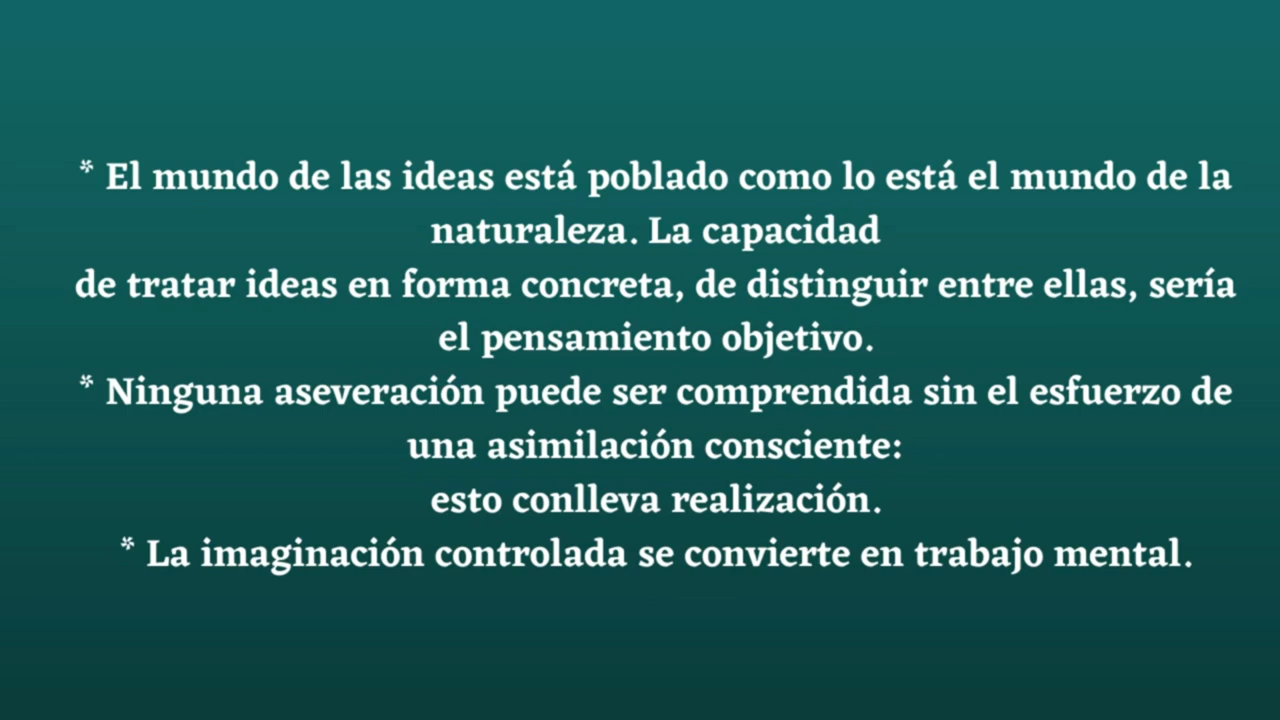 * El mundo de las ideas está poblado como lo está el mundo de la
naturaleza. La capacidad
de tratar ideas en forma concreta, de distinguir entre ellas, sería
el pensamiento objetivo.
* Ninguna aseveración puede ser comprendida sin el esfuerzo de
una asimilación consciente:
esto conlleva realización.
* La imaginación controlada se convierte en trabajo mental.